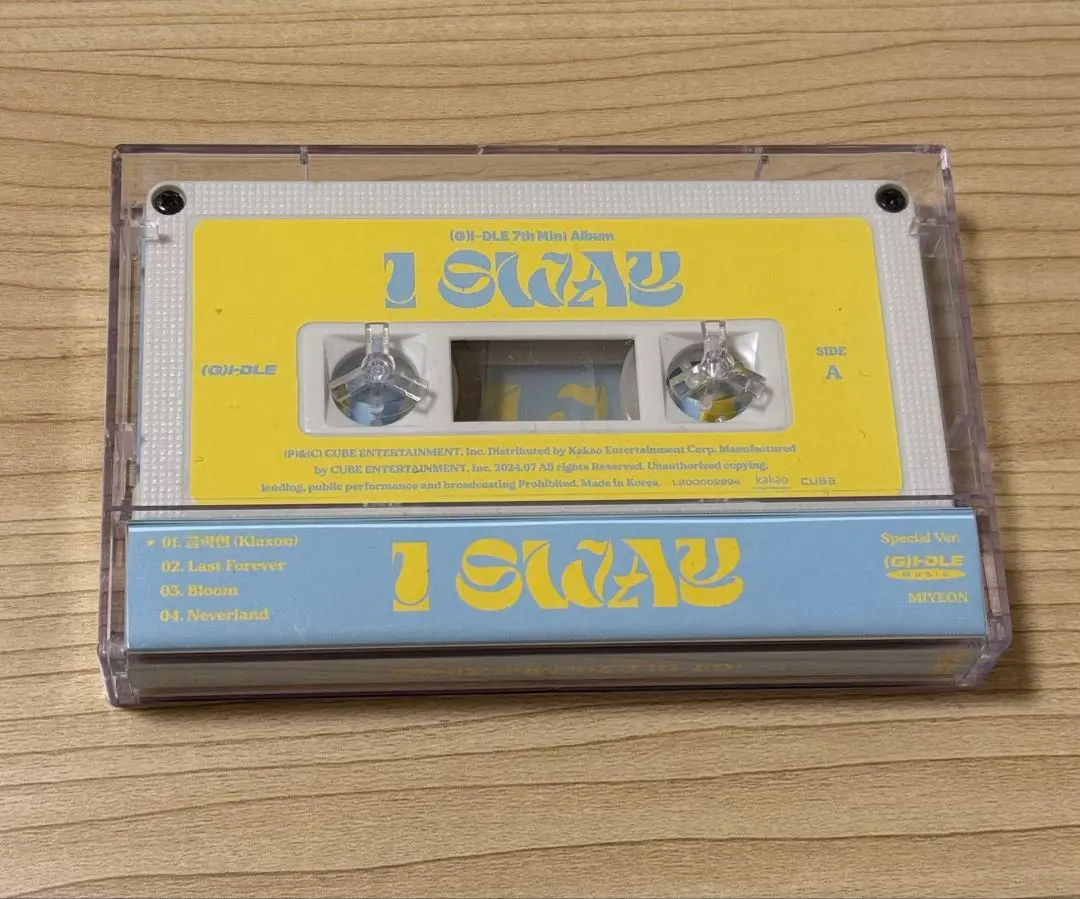 (G)I-DLE 7th Mini Album
I SWAY
(G)I-DLE
SIDE
A
(P)&(C) CUBE ENTERTAINMENT, Inc. Distributed by Kakao Entertainment Corp. Manufactured
by CUBE ENTERTAINMENT, Inc. 2024.07 All rights Reserved. Unauthorized copying,
lending, public performance and broadcasting Prohibited. Made in Korea. L200002994 kakao CUBE
★ 01. 클락션 (Klaxon)
02. Last Forever
03. Bloom
04. Neverland
I SWAY
Special Ver.
(G)I-DLE
MUSIC
MIYEON